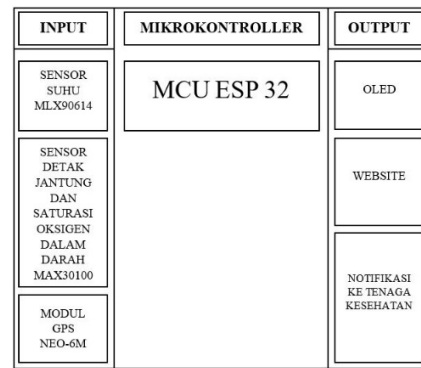 INPUT
MIKROKONTROLLER
OUTPUT
SENSOR
SUHU
MLX90614
MCU ESP 32
OLED
SENSOR
DETAK
JANTUNG
DAN
SATURASI
OKSIGEN
DALAM
DARAH
MAX30100
WEBSITE
MODUL
GPS
NEO-6M
NOTIFIKASI
KE TENAGA
KESEHATAN